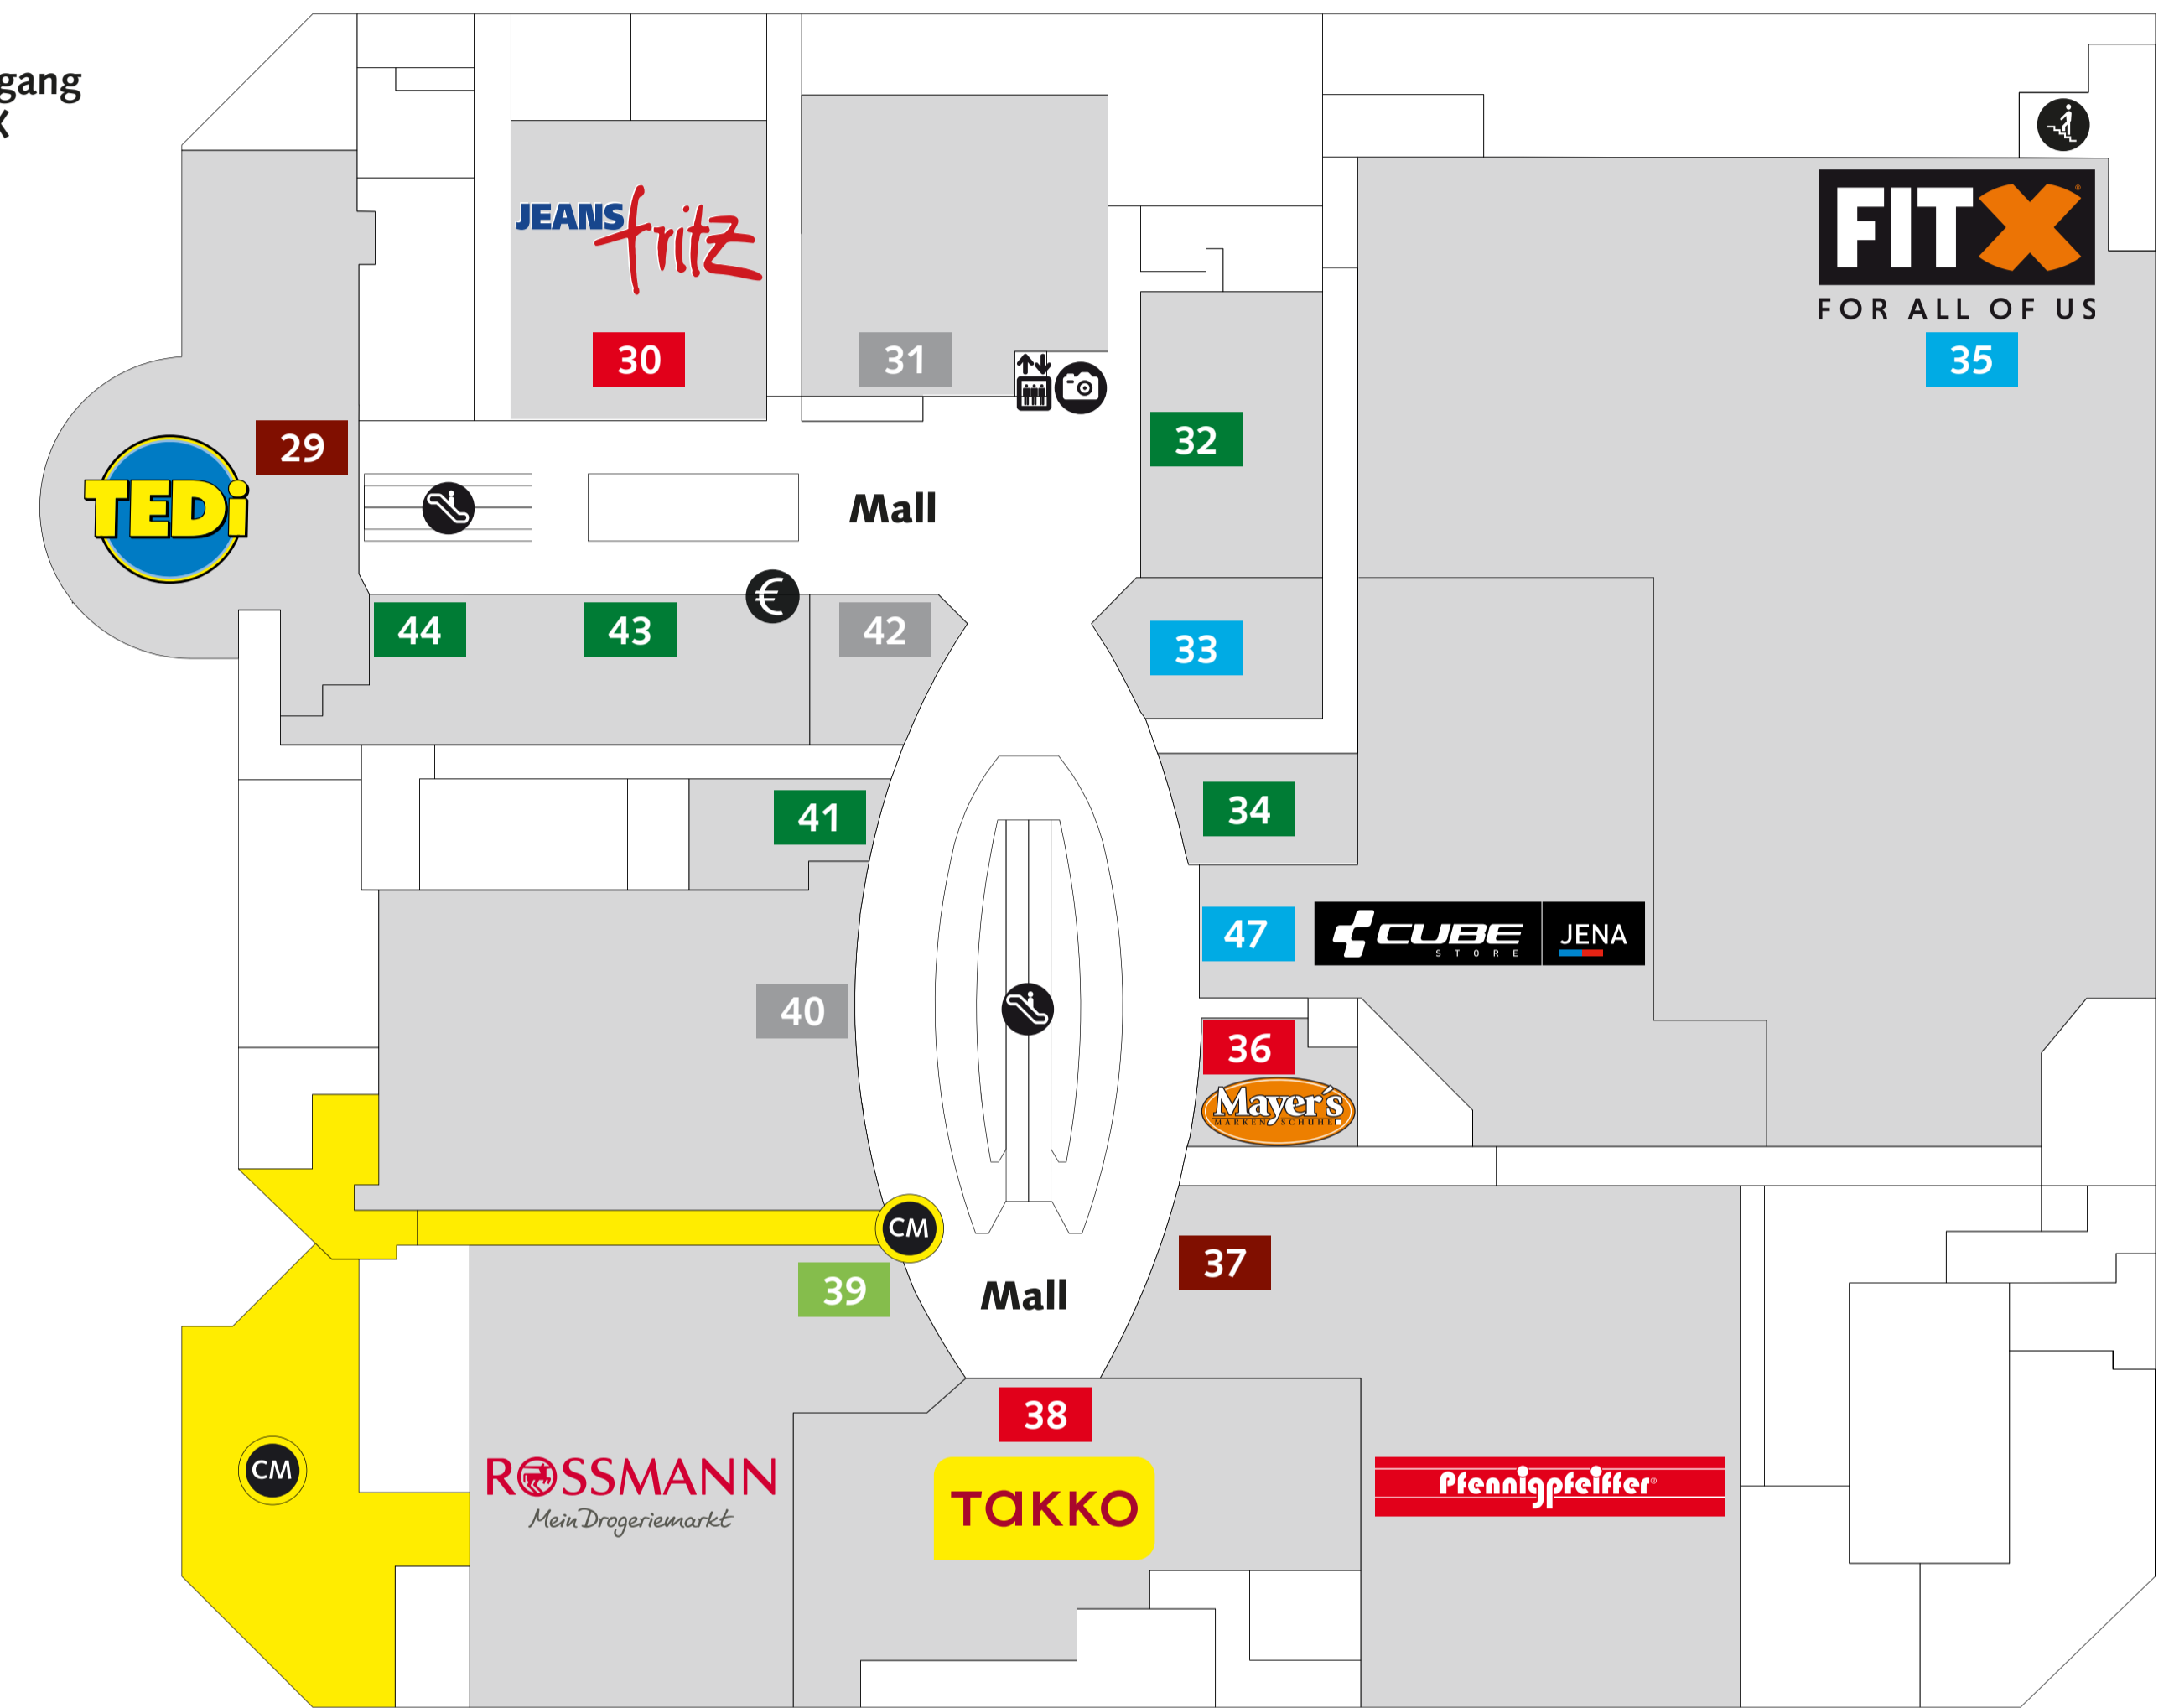 gang
X
JEANS fritz
30
31
FITX®
FOR ALL OF US
35
29
TEDi
32
Mall
€
44
43
42
33
41
34
47
CUBE STORE
JENA
40
36
Mayer's
MARKEN SCHUHE
CM
39
37
Mall
38
CM
ROSSMANN
Mein Drogeriemarkt
TAKKO
Pfennigpfeiffer®